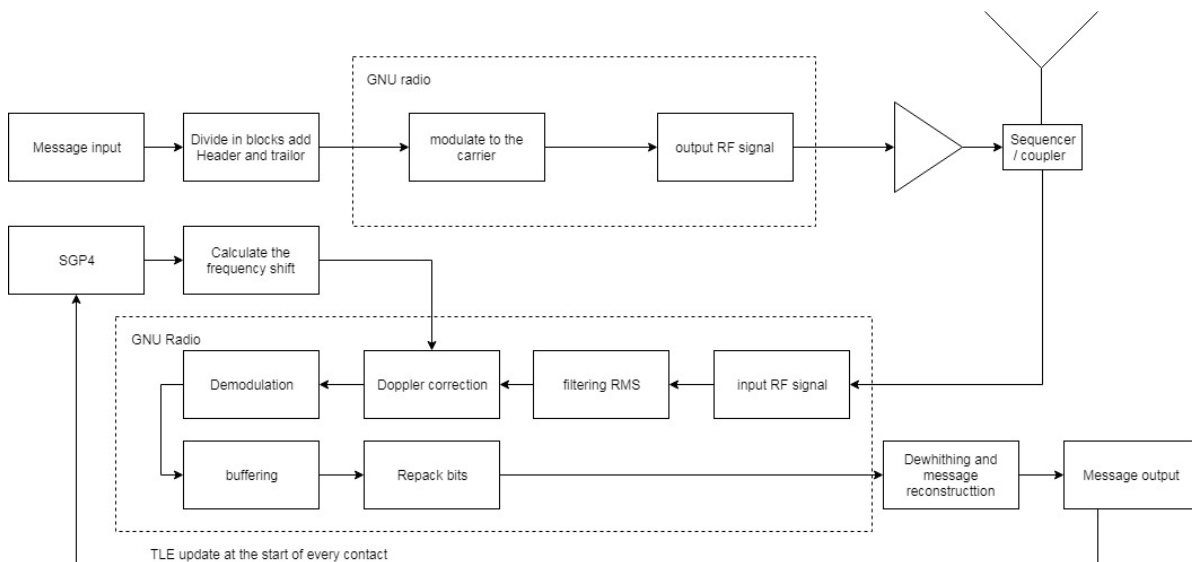 GNU radio
Message input
Divide in blocks add
Header and trailor
modulate to the
carrier
output RF signal
Sequencer
/ coupler
SGP4
Calculate the
frequency shift
GNU Radio
Demodulation
Doppler correction
filtering RMS
input RF signal
buffering
Repack bits
Dewhithing and
message
reconstructtion
Message output
TLE update at the start of every contact